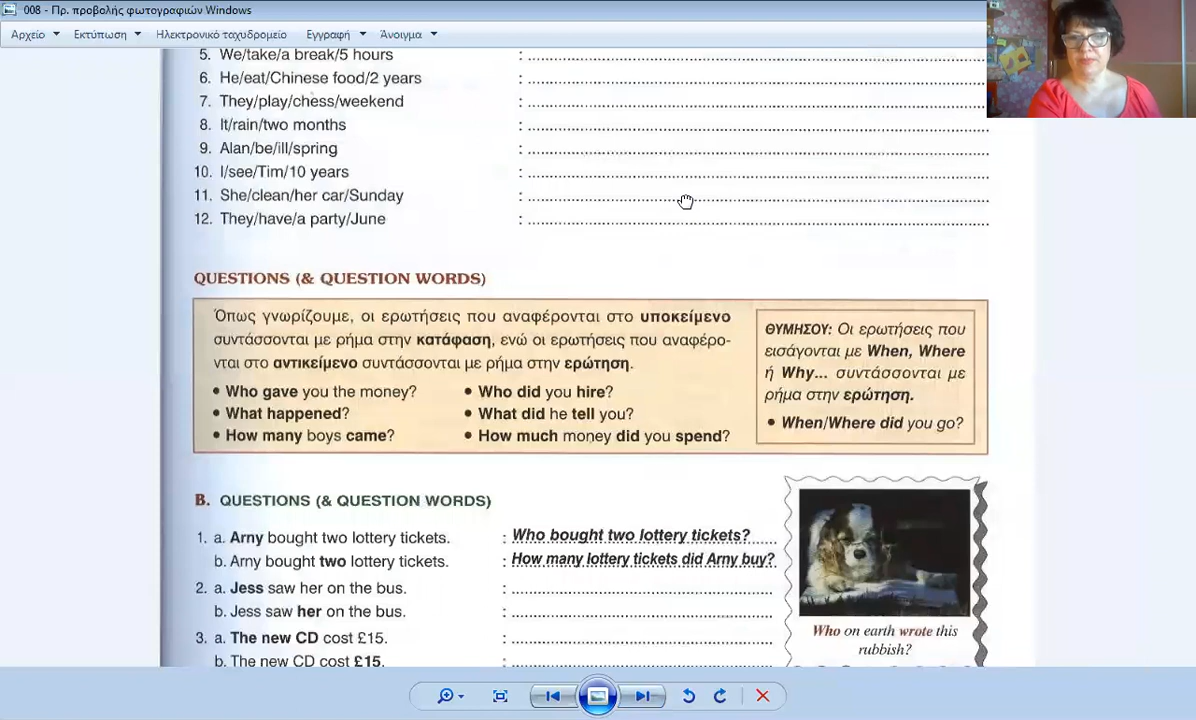 008 - Πρ. προβολής φωτογραφιών Windows
Αρχείο Εκτύπωση Ηλεκτρονικό ταχυδρομείο Εγγραφή Άνοιγμα
5. We/take/a break/5 hours :
6. He/eat/Chinese food/2 years :
7. They/play/chess/weekend :
8. It/rain/two months :
9. Alan/be/ill/spring :
10. I/see/Tim/10 years :
11. She/clean/her car/Sunday :
12. They/have/a party/June :
QUESTIONS (& QUESTION WORDS)
Όπως γνωρίζουμε, οι ερωτήσεις που αναφέρονται στο υποκείμενο
συντάσσονται με ρήμα στην κατάφαση, ενώ οι ερωτήσεις που αναφέρο-
νται στο αντικείμενο συντάσσονται με ρήμα στην ερώτηση.
• Who gave you the money? • Who did you hire?
• What happened? • What did he tell you?
• How many boys came? • How much money did you spend?
ΘΥΜΗΣΟΥ: Οι ερωτήσεις που
εισάγονται με When, Where
ή Why... συντάσσονται με
ρήμα στην ερώτηση.
• When/Where did you go?
B. QUESTIONS (& QUESTION WORDS)
1. a. Arny bought two lottery tickets. : Who bought two lottery tickets?
b. Arny bought two lottery tickets. : How many lottery tickets did Arny buy?
2. a. Jess saw her on the bus. :
b. Jess saw her on the bus. :
3. a. The new CD cost £15. :
b. The new CD cost £15. :
Who on earth wrote this
rubbish?